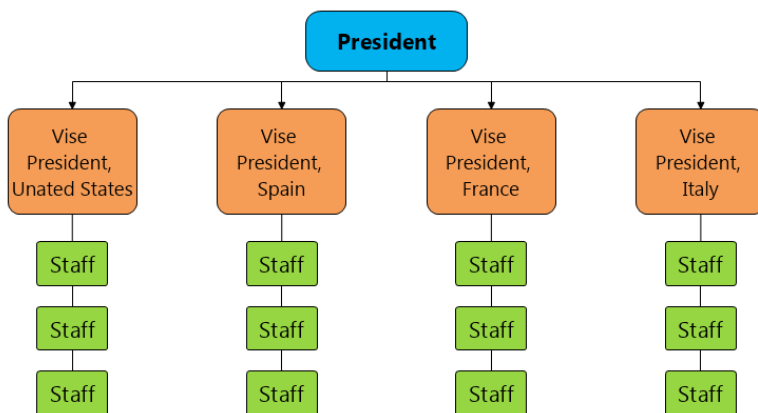 President
Vise
President,
Unated States
Vise
President,
Spain
Vise
President,
France
Vise
President,
Italy
Staff
Staff
Staff
Staff
Staff
Staff
Staff
Staff
Staff
Staff
Staff
Staff